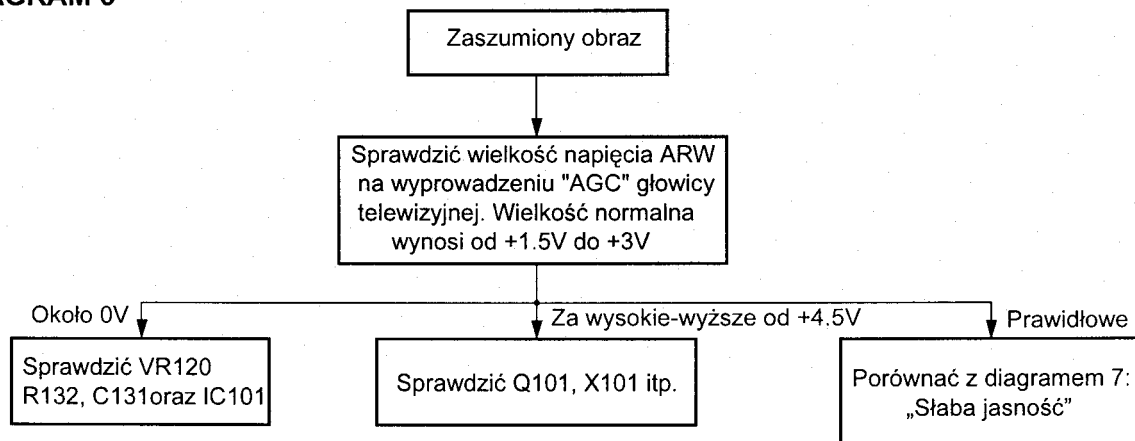 Zaszumiony obraz
Sprawdzić wielkość napięcia ARW
na wyprowadzeniu "AGC" głowicy
telewizyjnej. Wielkość normalna
wynosi od +1.5V do +3V
Około 0V
Za wysokie-wyższe od +4.5V
Prawidłowe
Sprawdzić VR120
R132, C131oraz IC101
Sprawdzić Q101, X101 itp.
Porównać z diagramem 7:
„Słaba jasność”